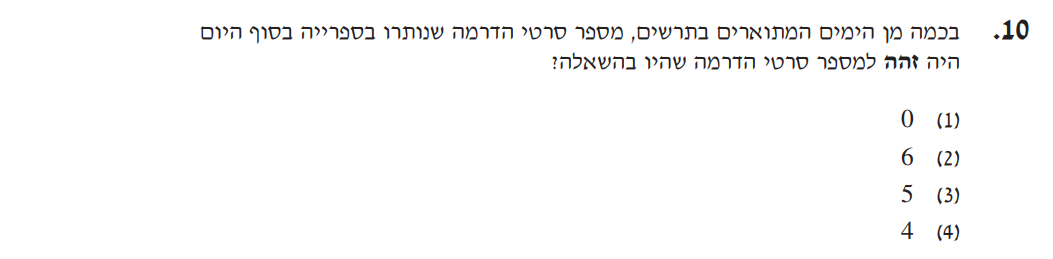 10. בכמה מן הימים המתוארים בתרשים, מספר סרטי הדרמה שנותרו בספרייה בסוף היום
היה זהה למספר סרטי הדרמה שהיו בהשאלה?
(1) 0
(2) 6
(3) 5
(4) 4